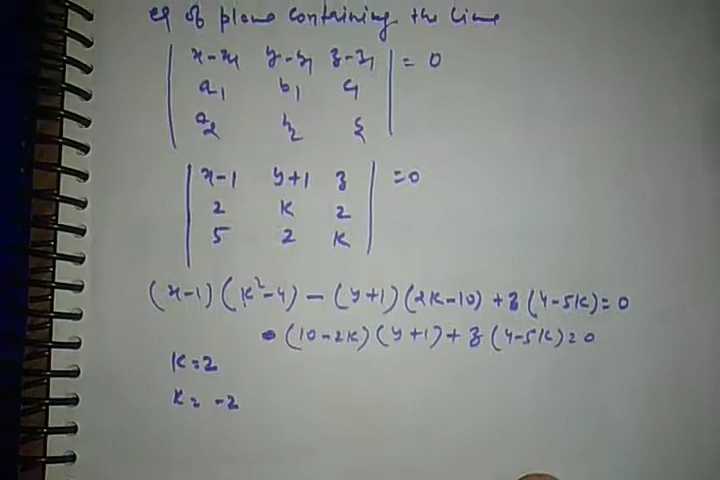 eq of plane containing the line
| x-x₁ y-y₁ z-z₁ | = 0
a₁ b₁ c₁
a₂ b₂ c₂
| x-1 y+1 z | =0
2 k 2
5 2 k
(x-1)(k²-4) - (y+1)(2k-10) + z(4-5k)=0
(10-2k)(y+1)+z(4-5k)=0
k=2
k= -2